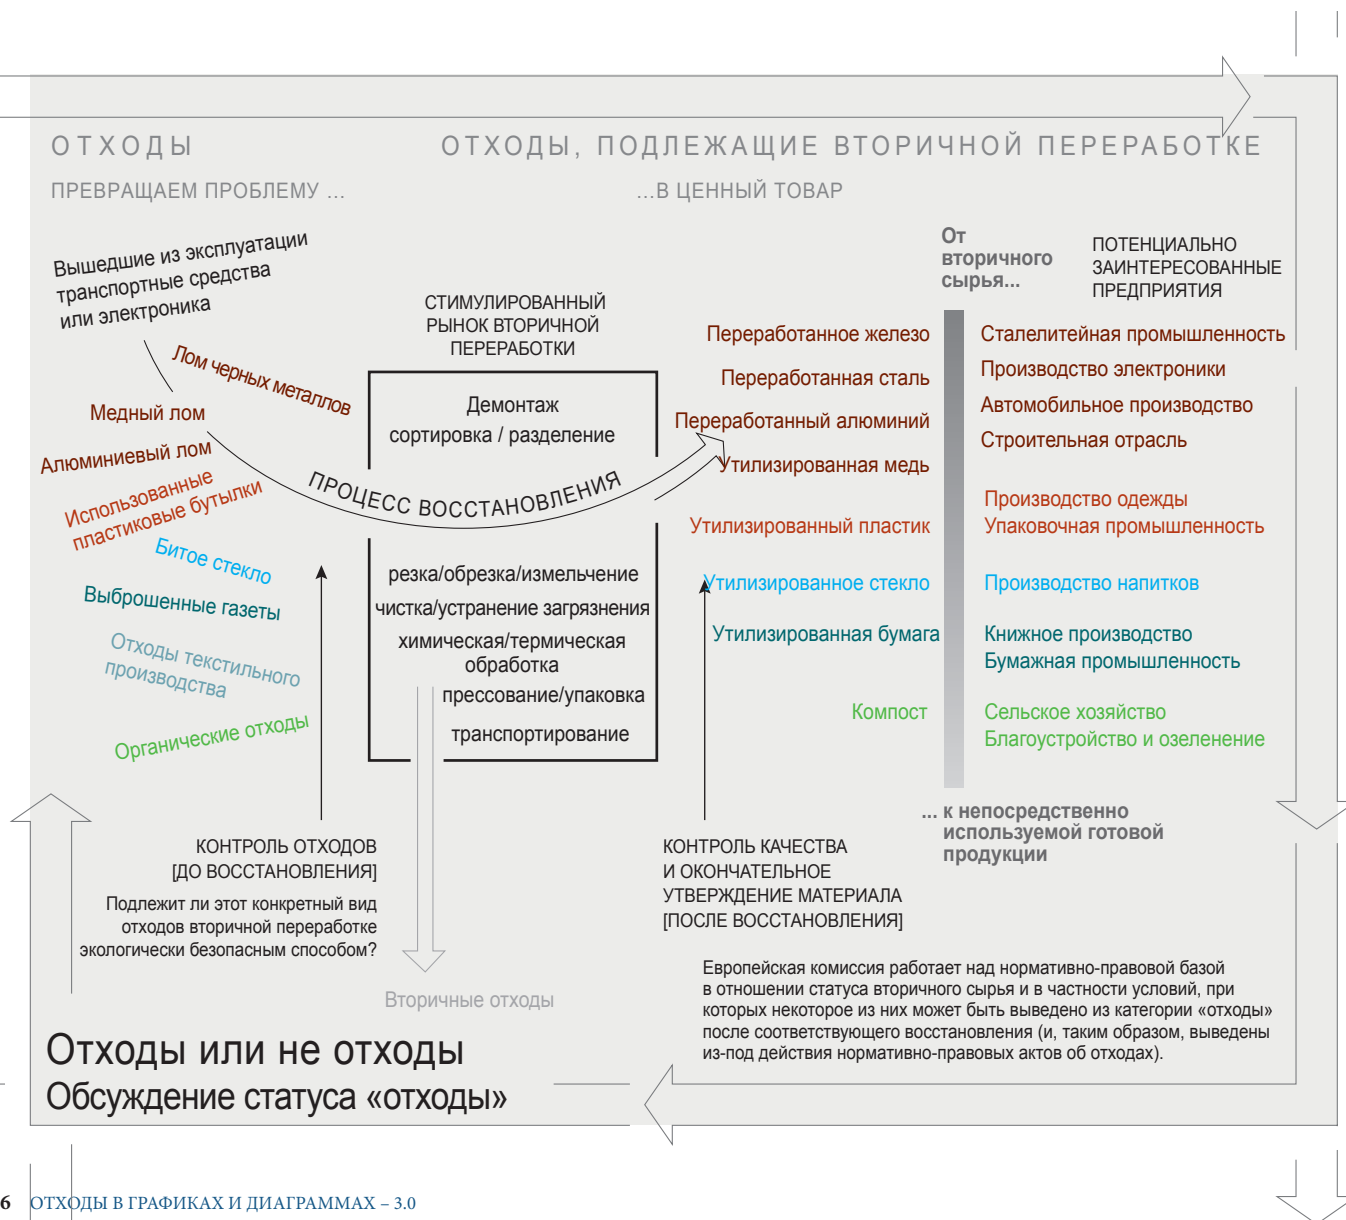 ОТХОДЫ
ОТХОДЫ, ПОДЛЕЖАЩИЕ ВТОРИЧНОЙ ПЕРЕРАБОТКЕ
ПРЕВРАЩАЕМ ПРОБЛЕМУ ...
...В ЦЕННЫЙ ТОВАР
Вышедшие из эксплуатации
транспортные средства
или электроника
Лом черных металлов
Медный лом
Алюминиевый лом
Использованные
пластиковые бутылки
Битое стекло
Выброшенные газеты
Отходы текстильного
производства
Органические отходы
СТИМУЛИРОВАННЫЙ
РЫНОК ВТОРИЧНОЙ
ПЕРЕРАБОТКИ
Демонтаж
сортировка / разделение
ПРОЦЕСС ВОССТАНОВЛЕНИЯ
резка/обрезка/измельчение
чистка/устранение загрязнения
химическая/термическая
обработка
прессование/упаковка
транспортирование
От
вторичного
сырья...
Переработанное железо
Переработанная сталь
Переработанный алюминий
Утилизированная медь
Утилизированный пластик
Утилизированное стекло
Утилизированная бумага
Компост
ПОТЕНЦИАЛЬНО
ЗАИНТЕРЕСОВАННЫЕ
ПРЕДПРИЯТИЯ
Сталелитейная промышленность
Производство электроники
Автомобильное производство
Строительная отрасль
Производство одежды
Упаковочная промышленность
Производство напитков
Книжное производство
Бумажная промышленность
Сельское хозяйство
Благоустройство и озеленение
... к непосредственно
используемой готовой
продукции
КОНТРОЛЬ ОТХОДОВ
[ДО ВОССТАНОВЛЕНИЯ]
Подлежит ли этот конкретный вид
отходов вторичной переработке
экологически безопасным способом?
Вторичные отходы
КОНТРОЛЬ КАЧЕСТВА
И ОКОНЧАТЕЛЬНОЕ
УТВЕРЖДЕНИЕ МАТЕРИАЛА
[ПОСЛЕ ВОССТАНОВЛЕНИЯ]
Европейская комиссия работает над нормативно-правовой базой
в отношении статуса вторичного сырья и в частности условий, при
которых некоторое из них может быть выведено из категории «отходы»
после соответствующего восстановления (и, таким образом, выведены
из-под действия нормативно-правовых актов об отходах).
Отходы или не отходы
Обсуждение статуса «отходы»
6 ОТХОДЫ В ГРАФИКАХ И ДИАГРАММАХ – 3.0